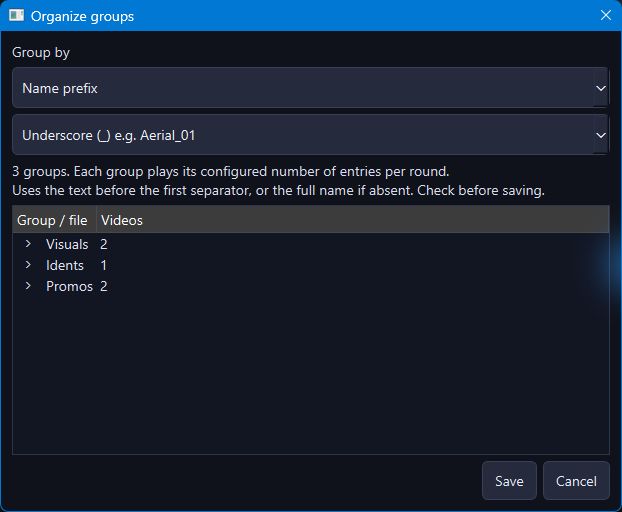 Organize groups
Group by
Name prefix
Underscore (_) e.g. Aerial_01
3 groups. Each group plays its configured number of entries per round.
Uses the text before the first separator, or the full name if absent. Check before saving.
Group / file Videos
Visuals 2
Idents 1
Promos 2
Save Cancel